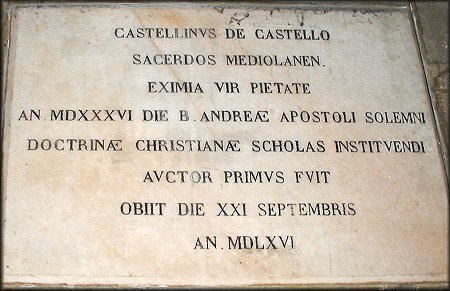 CASTELLINVS DE CASTELLO
SACERDOS MEDIOLANEN.
EXIMIA VIR PIETATE
AN. MDXXXVI DIE B. ANDREÆ APOSTOLI SOLEMNI
DOCTRINÆ CHRISTIANÆ SCHOLAS INSTITVENDI
AVCTOR PRIMVS FVIT
OBIIT DIE XXI SEPTEMBRIS
AN. MDLXVI